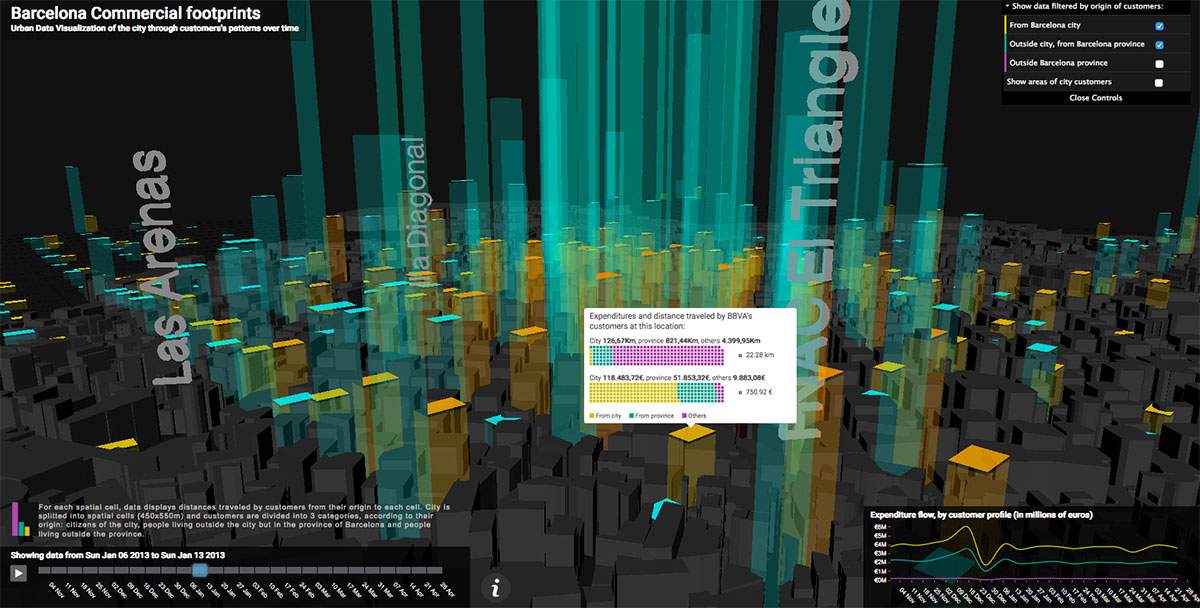 Barcelona Commercial footprints
Urban Data Visualization of the city through customers's patterns over time
Show data filtered by origin of customers:
From Barcelona city
Outside city, from Barcelona province
Outside Barcelona province
Show areas of city customers
Close Controls
Las Arenas
Illa Diagonal
FNAC El Triangle
Expenditures and distance traveled by BBVA's
customers at this location:
City 126,67Km, province 821,44Km, others 4.399,95Km
22.28 km
City 118.483,72€, province 51.853,32€, others 9.883,08€
750.92 €
From city From province Others
For each spatial cell, data displays distances traveled by customers from their origin to each cell. City is
splitted into spatial cells (450x550m) and customers are divided into 3 categories, according to their
origin: citizens of the city, people living outside the city but in the province of Barcelona and people
living outside the province.
Showing data from Sun Jan 06 2013 to Sun Jan 13 2013
04 Nov 11 Nov 18 Nov 25 Nov 02 Dec 09 Dec 16 Dec 23 Dec 30 Dec 06 Jan 13 Jan 20 Jan 27 Jan 03 Feb 10 Feb 17 Feb 24 Feb 03 Mar 10 Mar 17 Mar 24 Mar 31 Mar 07 Apr 14 Apr 21 Apr 28 Apr
i
Expenditure flow, by customer profile (in millions of euros)
€6M
€5M
€4M
€3M
€2M
€1M
€0M
04 Nov 11 Nov 18 Nov 25 Nov 02 Dec 09 Dec 16 Dec 23 Dec 30 Dec 06 Jan 13 Jan 20 Jan 27 Jan 03 Feb 10 Feb 17 Feb 24 Feb 03 Mar 10 Mar 17 Mar 24 Mar 31 Mar 07 Apr 14 Apr